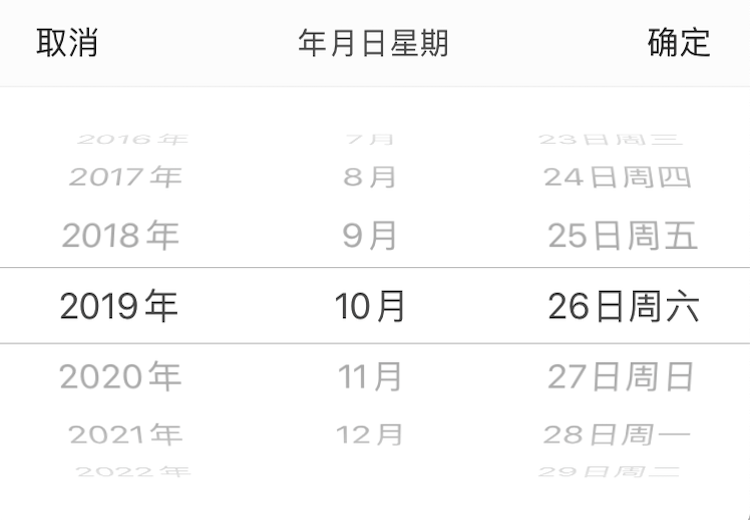 取消 年月日星期 确定
2016年 7月 23日周三
2017年 8月 24日周四
2018年 9月 25日周五
2019年 10月 26日周六
2020年 11月 27日周日
2021年 12月 28日周一
2022年 29日周二